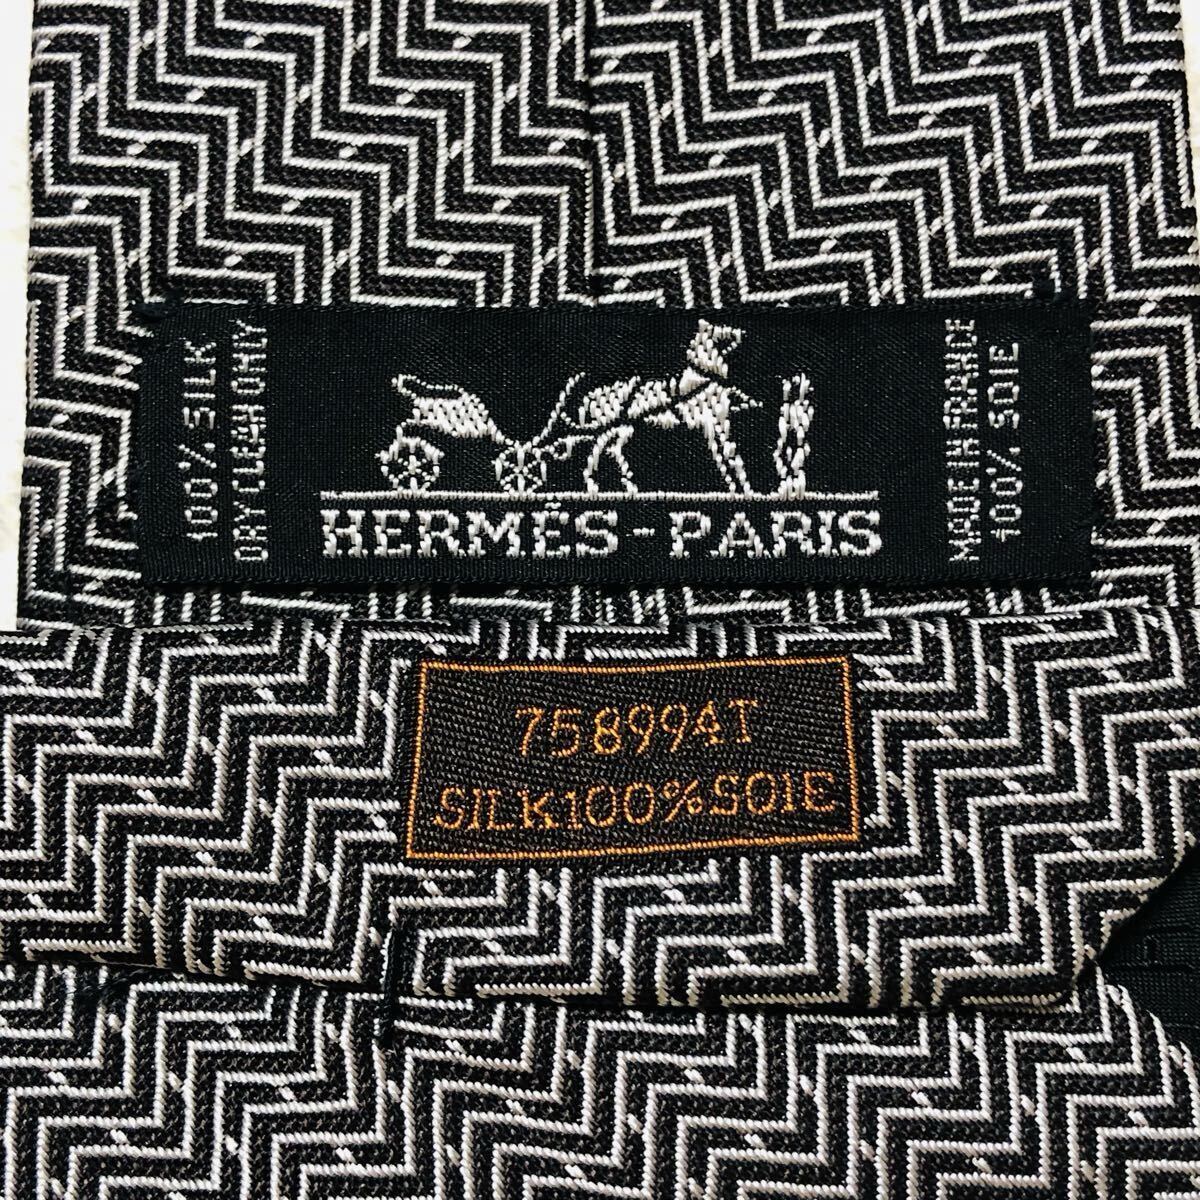 100% SILK
DRY CLEAN ONLY
HERMÈS-PARIS
MADE IN FRANCE
100% SOIE
758994T
SILK100%SOIE